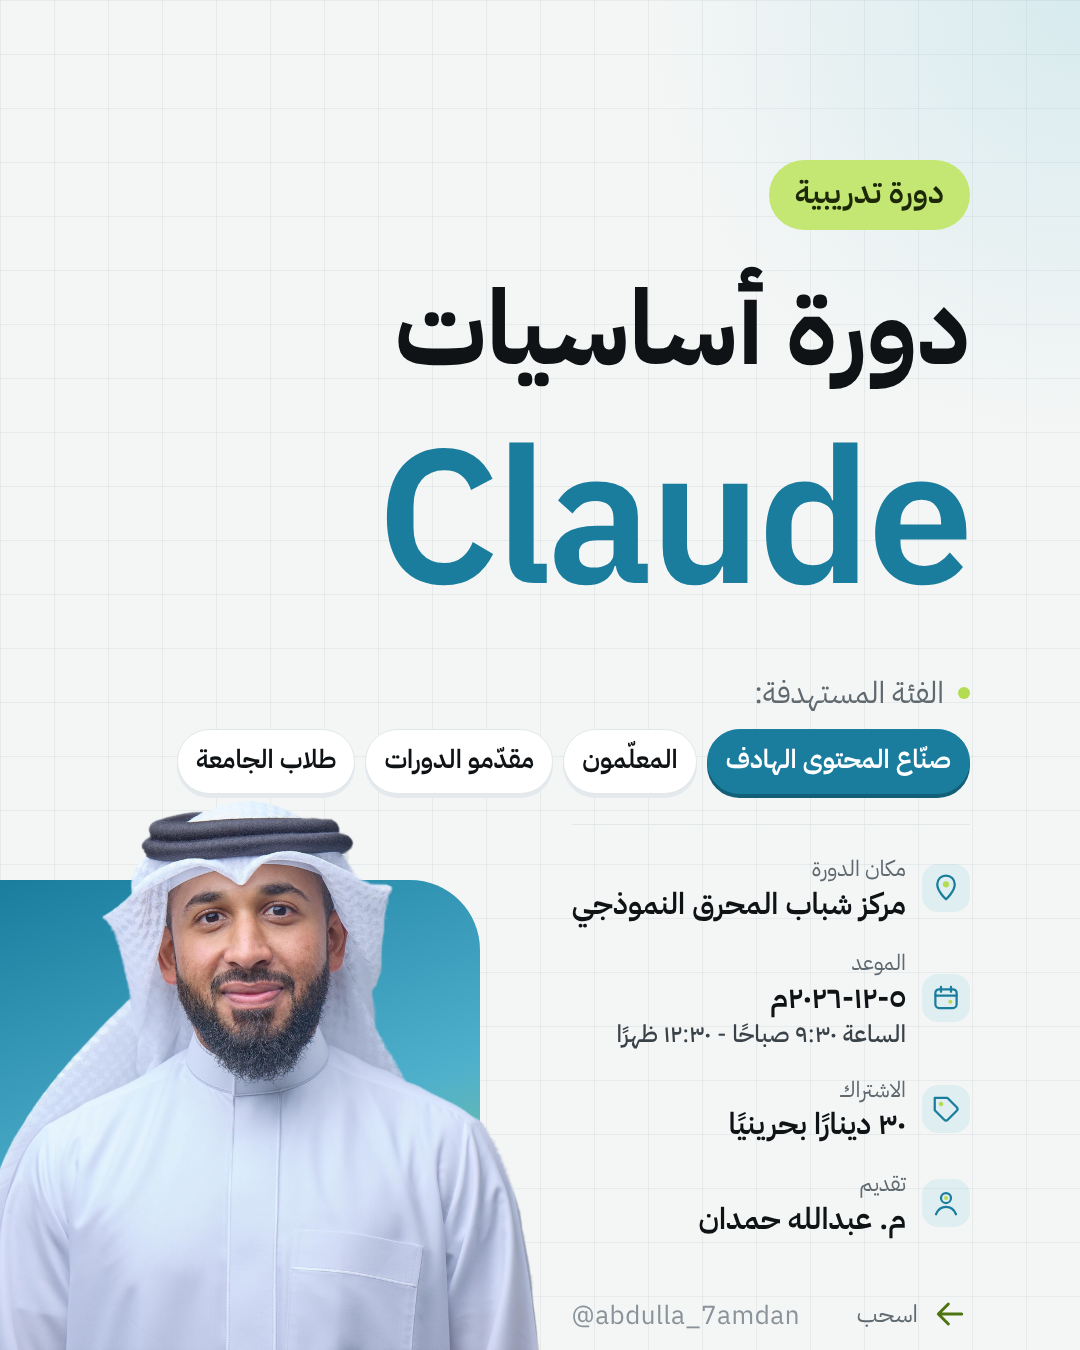 دورة تدريبية
دورة أساسيات
Claude
الفئة المستهدفة:
صنّاع المحتوى الهادف
المعلّمون
مقدّمو الدورات
طلاب الجامعة
مكان الدورة
مركز شباب المحرق النموذجي
الموعد
٥-١٢-٢٠٢٦م
الساعة ٩:٣٠ صباحًا - ١٢:٣٠ ظهرًا
الاشتراك
٣٠ دينارًا بحرينيًا
تقديم
م. عبدالله حمدان
اسحب
@abdulla_7amdan